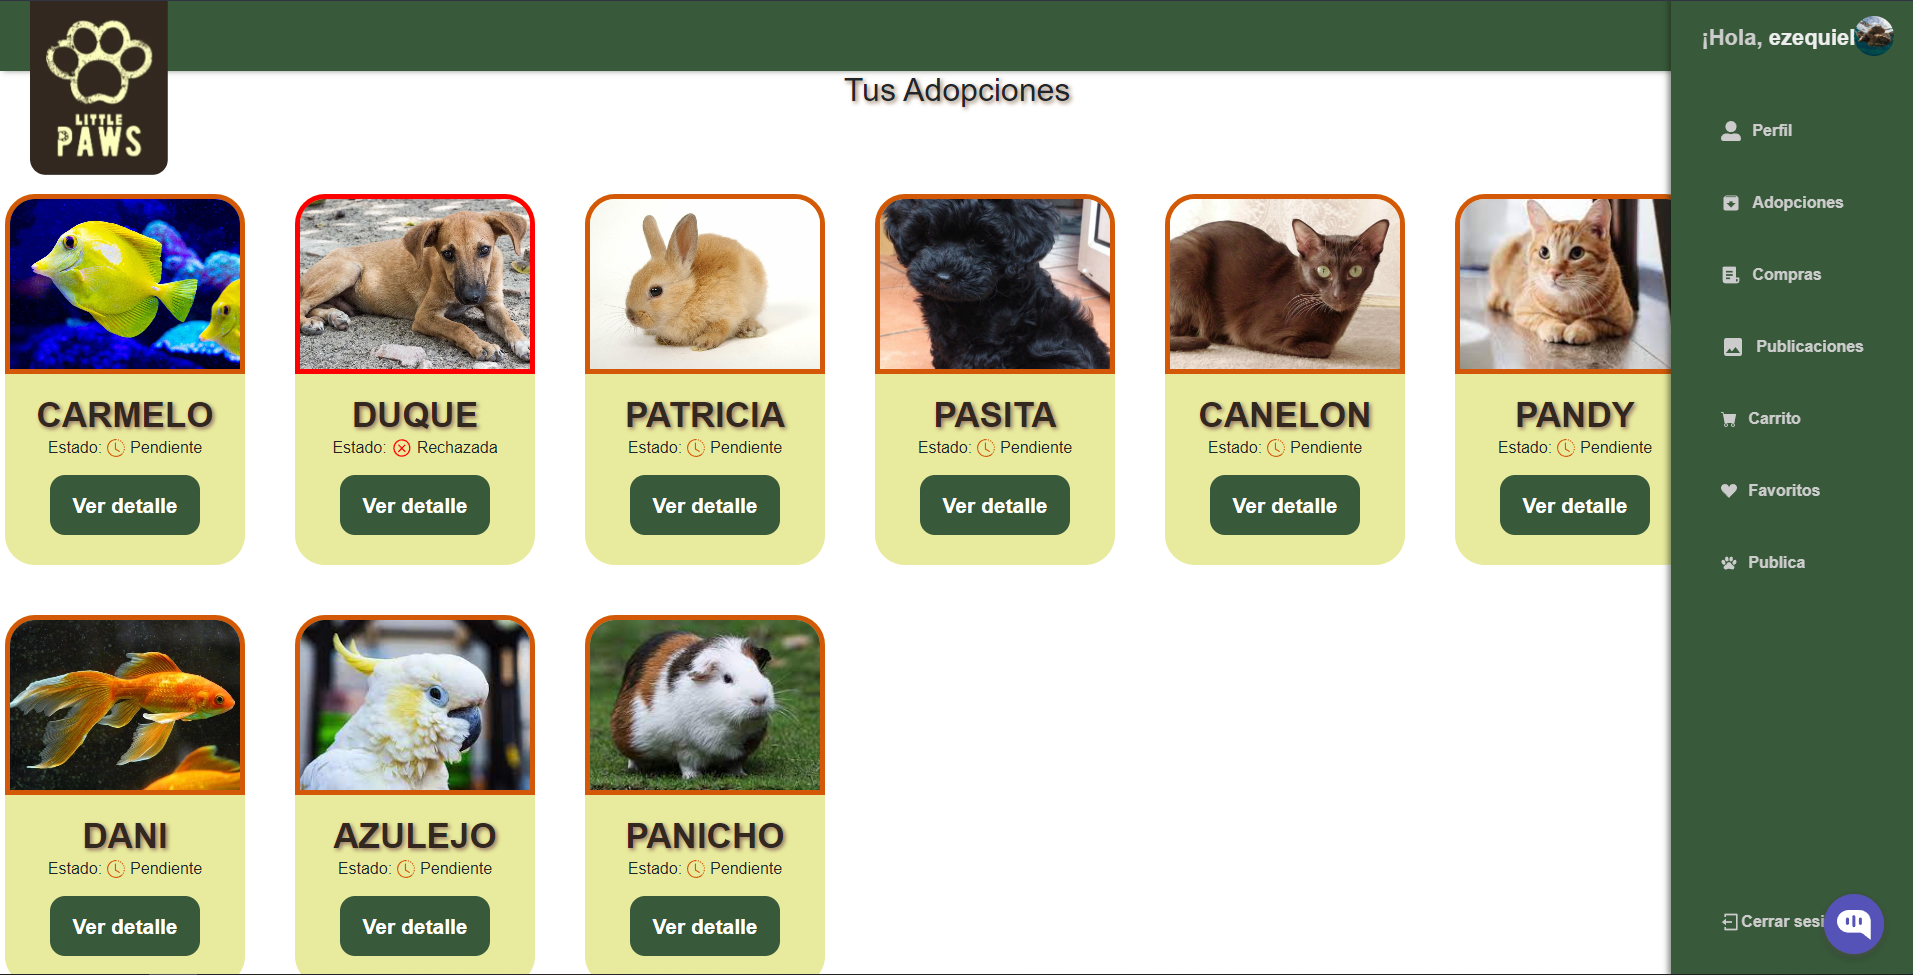 LITTLE
PAWS
¡Hola, ezequiel
Tus Adopciones
CARMELO
Estado: Pendiente
Ver detalle
DUQUE
Estado: Rechazada
Ver detalle
PATRICIA
Estado: Pendiente
Ver detalle
PASITA
Estado: Pendiente
Ver detalle
CANELON
Estado: Pendiente
Ver detalle
PANDY
Estado: Pendiente
Ver detalle
DANI
Estado: Pendiente
Ver detalle
AZULEJO
Estado: Pendiente
Ver detalle
PANICHO
Estado: Pendiente
Ver detalle
Perfil
Adopciones
Compras
Publicaciones
Carrito
Favoritos
Publica
Cerrar sesi